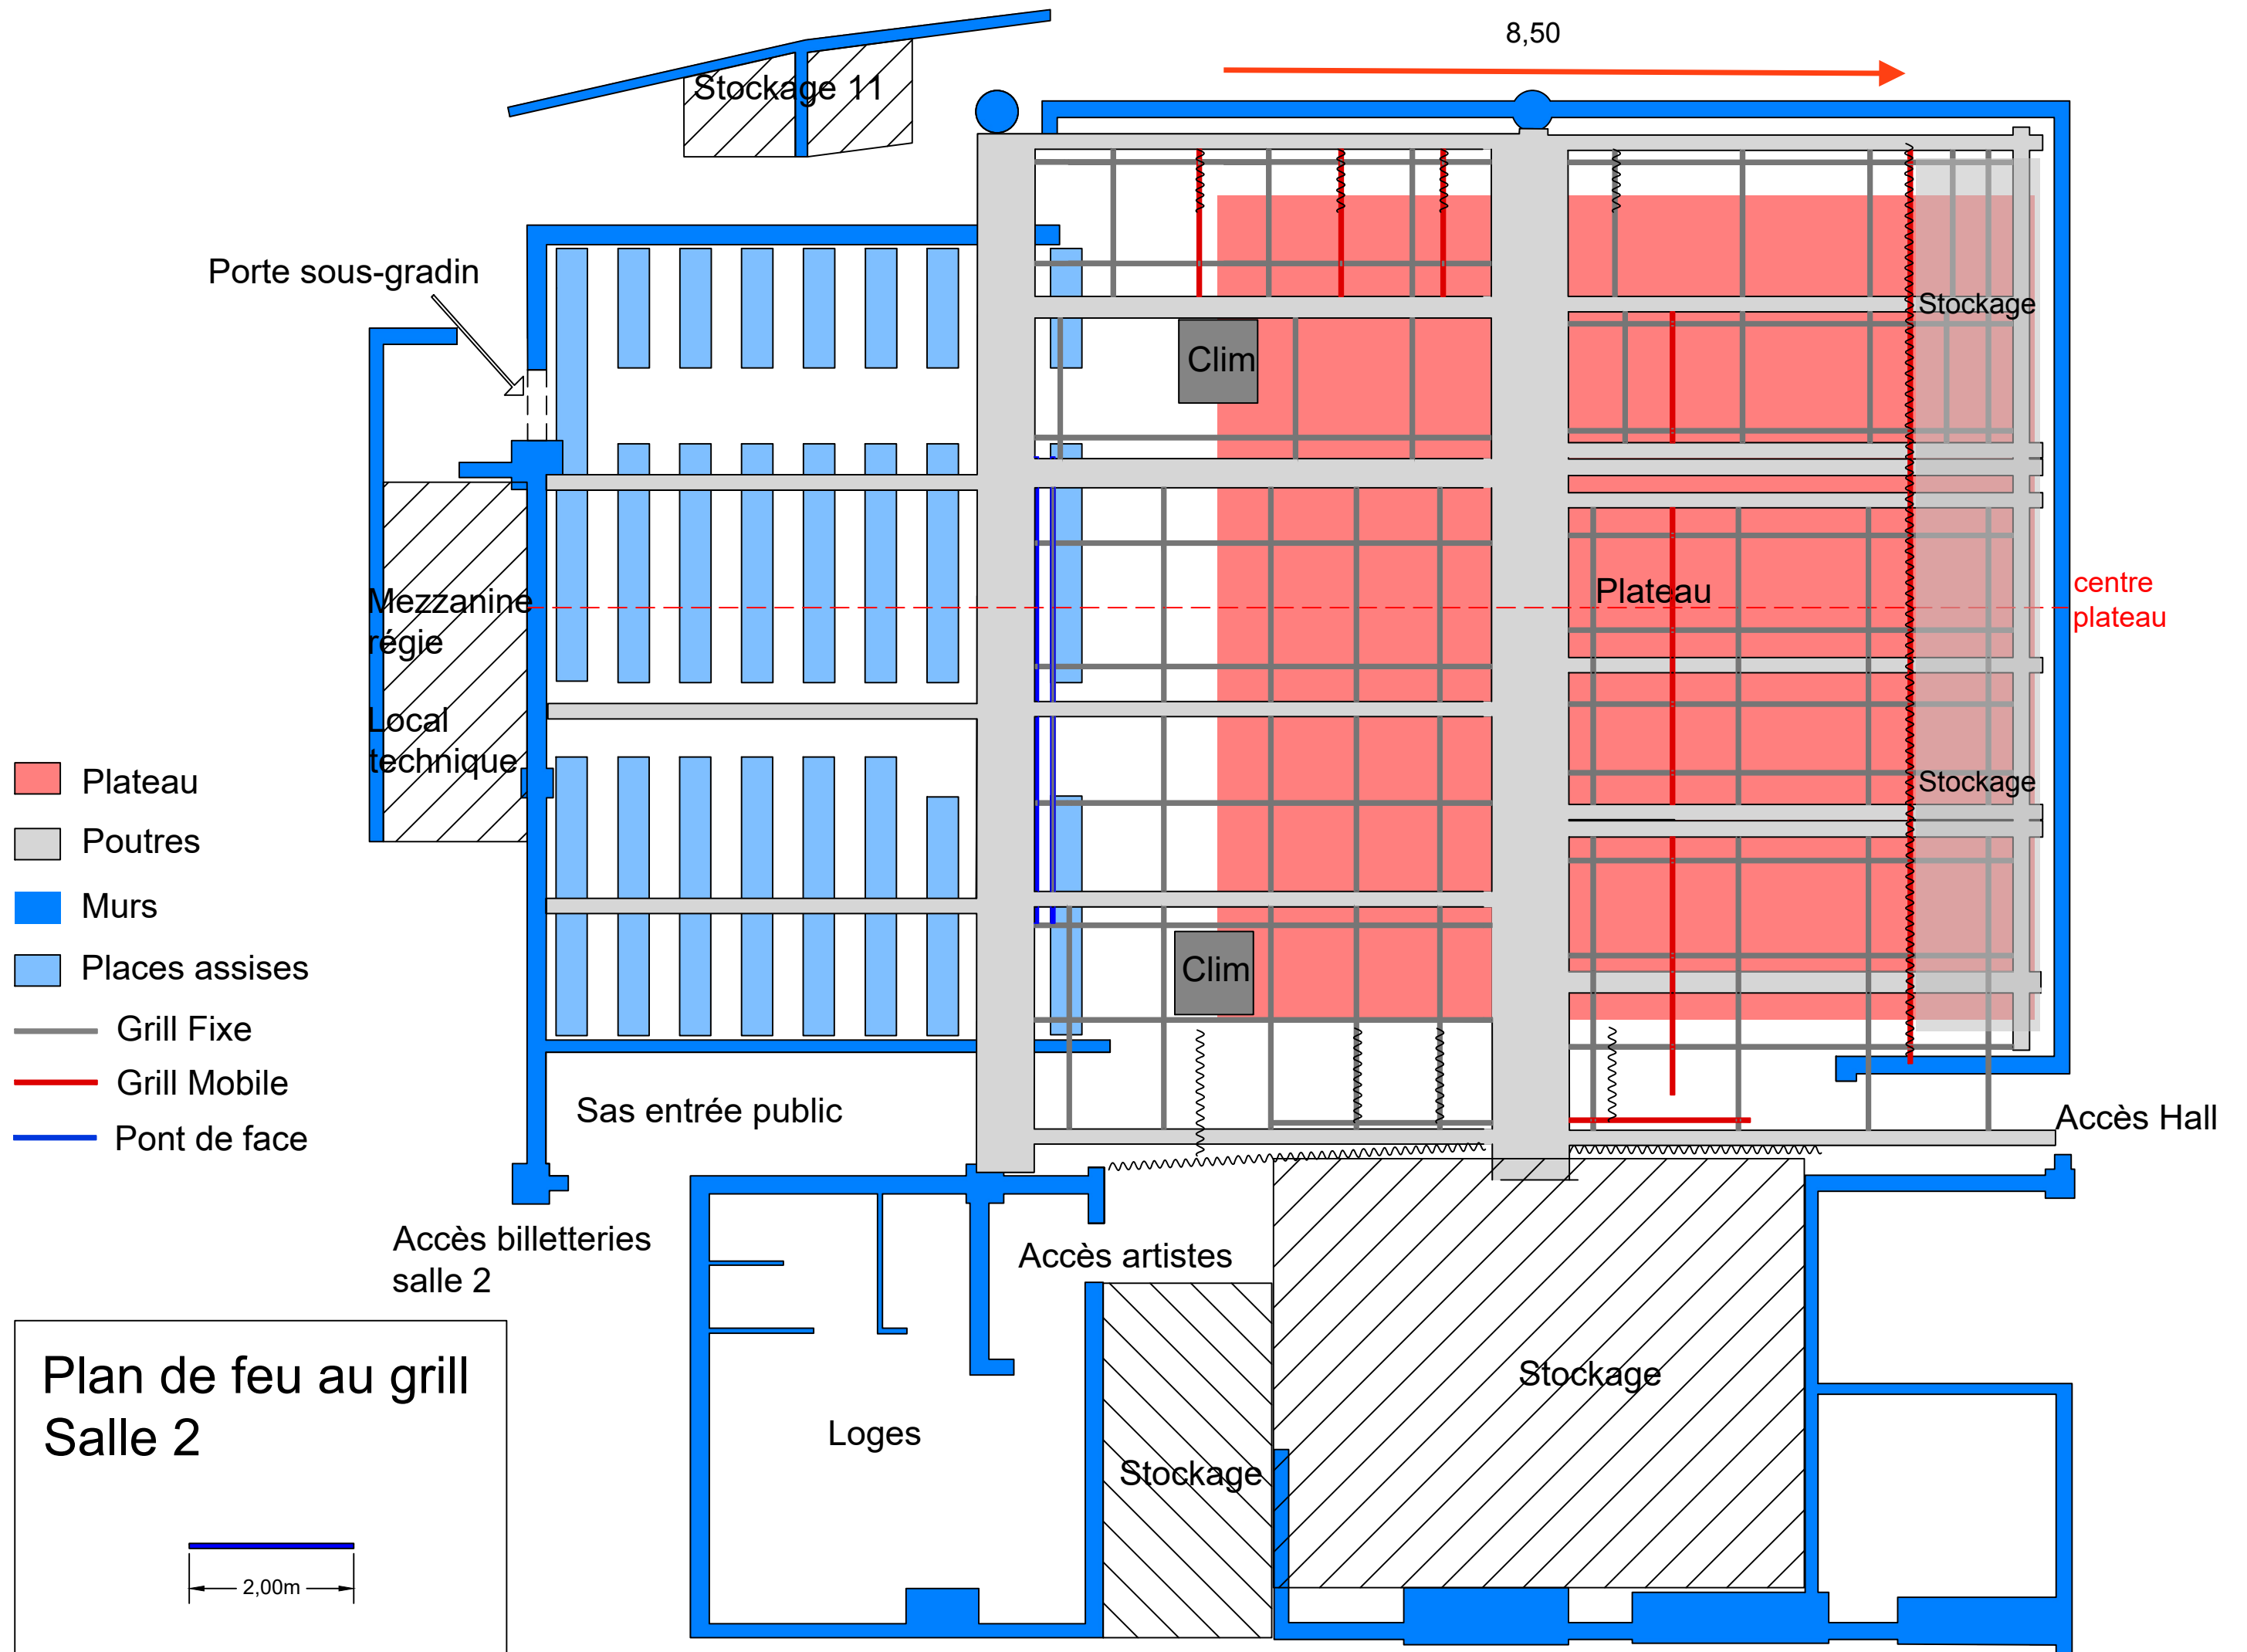 8,50
Stockage 11
Porte sous-gradin
Stockage
Clim
centre
plateau
Plateau
Mezzanine
régie
Local
technique
Stockage
Plateau
Poutres
Murs
Places assises
Clim
Grill Fixe
Grill Mobile
Pont de face
Sas entrée public
Accès Hall
Accès billetteries
salle 2
Accès artistes
Plan de feu au grill
Salle 2
Stockage
Loges
Stockage
2,00m